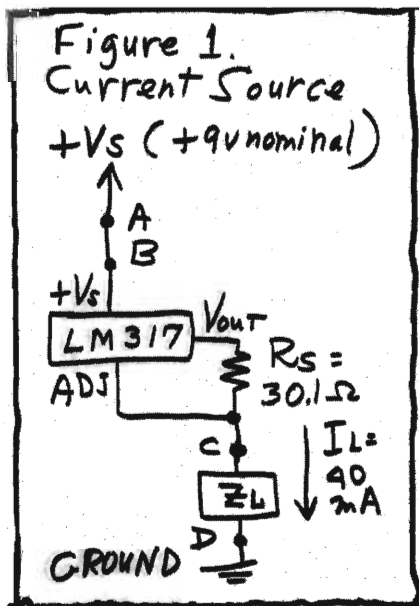 Figure 1.
Current Source
+Vs (+9v nominal)
A
B
+Vs
LM317
VOUT
ADJ
Rs =
30.1Ω
C
IL=
40
mA
ZL
D
GROUND